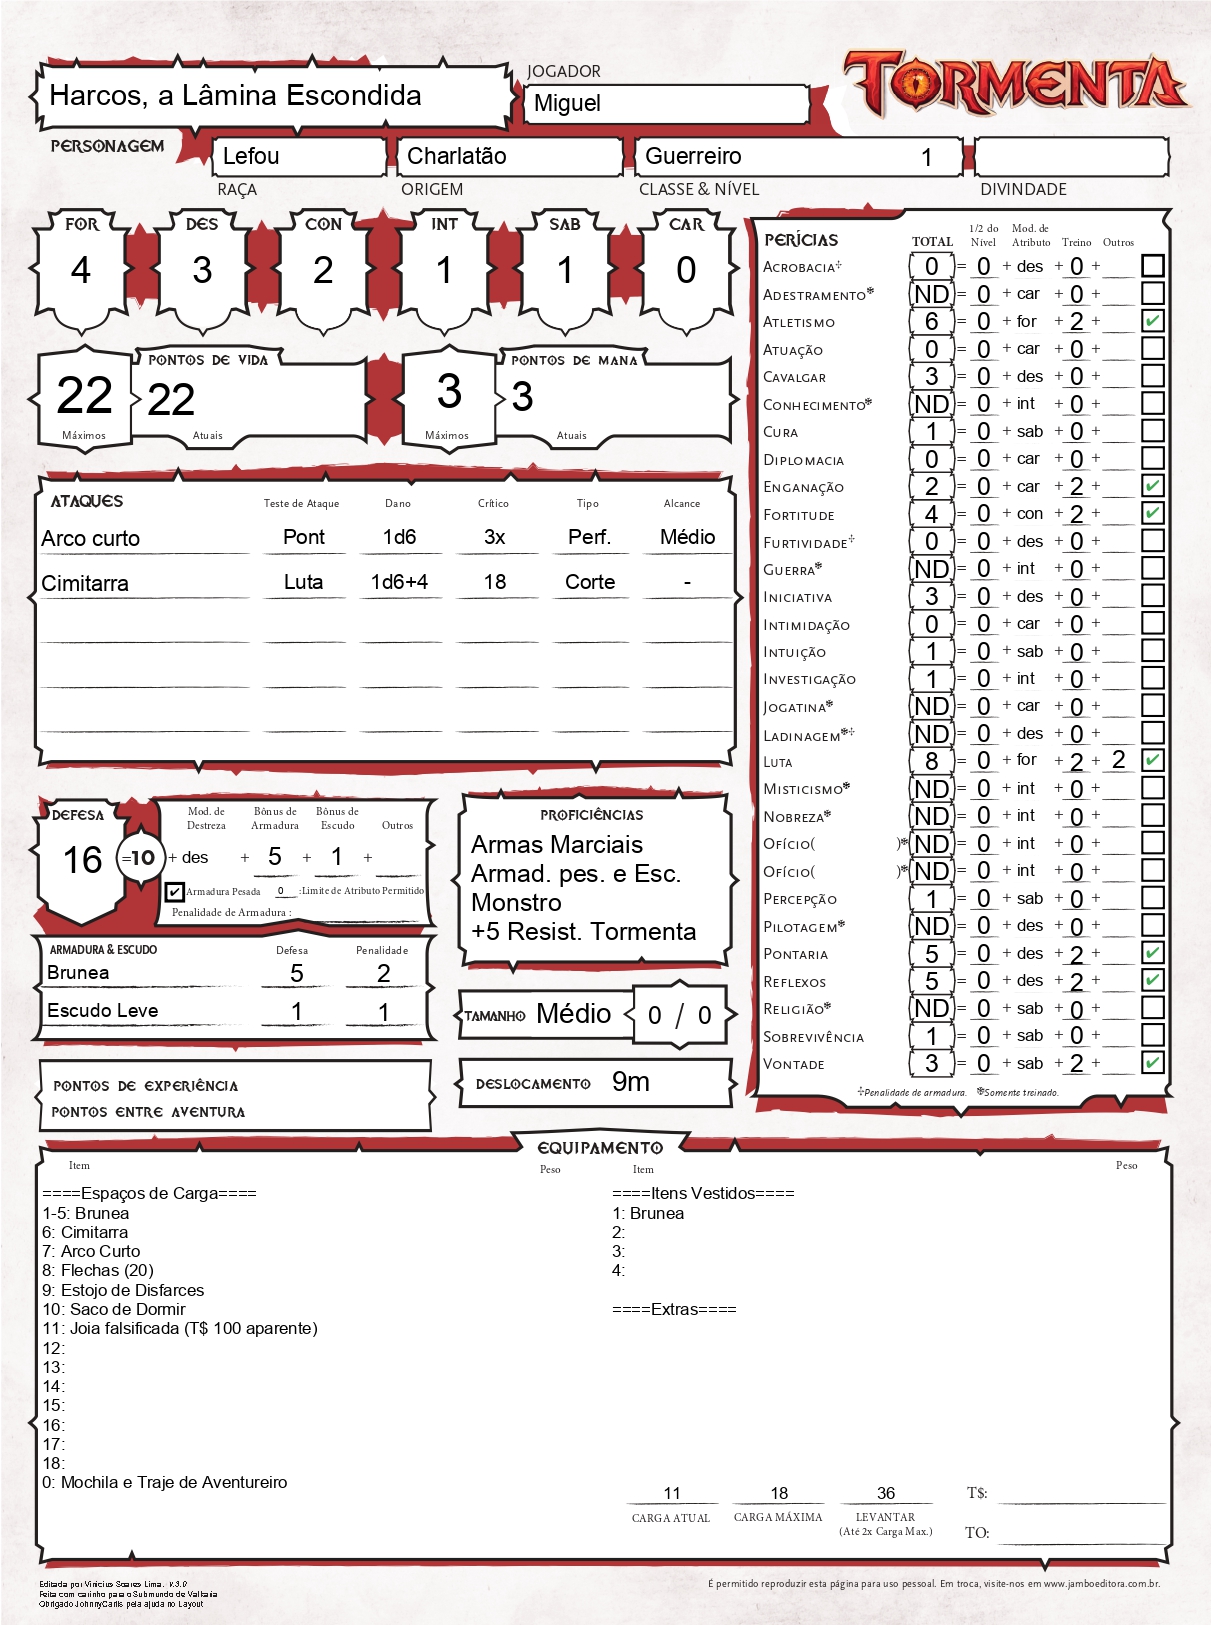 Harcos, a Lâmina Escondida
JOGADOR
Miguel
TORMENTA
PERSONAGEM
Lefou
Charlatão
Guerreiro 1
RAÇA
ORIGEM
CLASSE & NÍVEL
DIVINDADE
FOR DES CON INT SAB CAR
4 3 2 1 1 0
22
Máximos
PONTOS DE VIDA
22
Atuais
3
Máximos
PONTOS DE MANA
3
Atuais
ATAQUES Teste de Ataque Dano Crítico Tipo Alcance
Arco curto Pont 1d6 3x Perf. Médio
Cimitarra Luta 1d6+4 18 Corte -
PERÍCIAS TOTAL 1/2 do Nível Mod. de Atributo Treino Outros
ACROBACIA✢ 0 = 0 + des + 0 +
ADESTRAMENTO✽ ND = 0 + car + 0 +
ATLETISMO 6 = 0 + for + 2 + ✔
ATUAÇÃO 0 = 0 + car + 0 +
CAVALGAR 3 = 0 + des + 0 +
CONHECIMENTO✽ ND = 0 + int + 0 +
CURA 1 = 0 + sab + 0 +
DIPLOMACIA 0 = 0 + car + 0 +
ENGANAÇÃO 2 = 0 + car + 2 + ✔
FORTITUDE 4 = 0 + con + 2 + ✔
FURTIVIDADE✢ 0 = 0 + des + 0 +
GUERRA✽ ND = 0 + int + 0 +
INICIATIVA 3 = 0 + des + 0 +
INTIMIDAÇÃO 0 = 0 + car + 0 +
INTUIÇÃO 1 = 0 + sab + 0 +
INVESTIGAÇÃO 1 = 0 + int + 0 +
JOGATINA✽ ND = 0 + car + 0 +
LADINAGEM✽✢ ND = 0 + des + 0 +
LUTA 8 = 0 + for + 2 + 2 ✔
MISTICISMO✽ ND = 0 + int + 0 +
NOBREZA✽ ND = 0 + int + 0 +
OFÍCIO( )✽ ND = 0 + int + 0 +
OFÍCIO( )✽ ND = 0 + int + 0 +
PERCEPÇÃO 1 = 0 + sab + 0 +
PILOTAGEM✽ ND = 0 + des + 0 +
PONTARIA 5 = 0 + des + 2 + ✔
REFLEXOS 5 = 0 + des + 2 + ✔
RELIGIÃO✽ ND = 0 + sab + 0 +
SOBREVIVÊNCIA 1 = 0 + sab + 0 +
VONTADE 3 = 0 + sab + 2 + ✔
✢Penalidade de armadura. ✽Somente treinado.
DEFESA Mod. de Destreza Bônus de Armadura Bônus de Escudo Outros
16 =10 + des + 5 + 1 +
✔ Armadura Pesada 0 :Limite de Atributo Permitido
Penalidade de Armadura :
ARMADURA & ESCUDO Defesa Penalidade
Brunea 5 2
Escudo Leve 1 1
PROFICIÊNCIAS
Armas Marciais
Armad. pes. e Esc.
Monstro
+5 Resist. Tormenta
TAMANHO Médio 0 / 0
DESLOCAMENTO 9m
PONTOS DE EXPERIÊNCIA
PONTOS ENTRE AVENTURA
EQUIPAMENTO
Item Peso Item Peso
====Espaços de Carga====
1-5: Brunea
6: Cimitarra
7: Arco Curto
8: Flechas (20)
9: Estojo de Disfarces
10: Saco de Dormir
11: Joia falsificada (T$ 100 aparente)
12:
13:
14:
15:
16:
17:
18:
0: Mochila e Traje de Aventureiro
====Itens Vestidos====
1: Brunea
2:
3:
4:
====Extras====
11 18 36 T$:
CARGA ATUAL CARGA MÁXIMA LEVANTAR
(Até 2x Carga Max.)
TO:
Editada por Vinicius Soares Lima. V.3.0
Feita com carinho para o Submundo de Valkaria
Obrigado JohnnyCarlls pela ajuda no Layout
É permitido reproduzir esta página para uso pessoal. Em troca, visite-nos em www.jamboeditora.com.br.